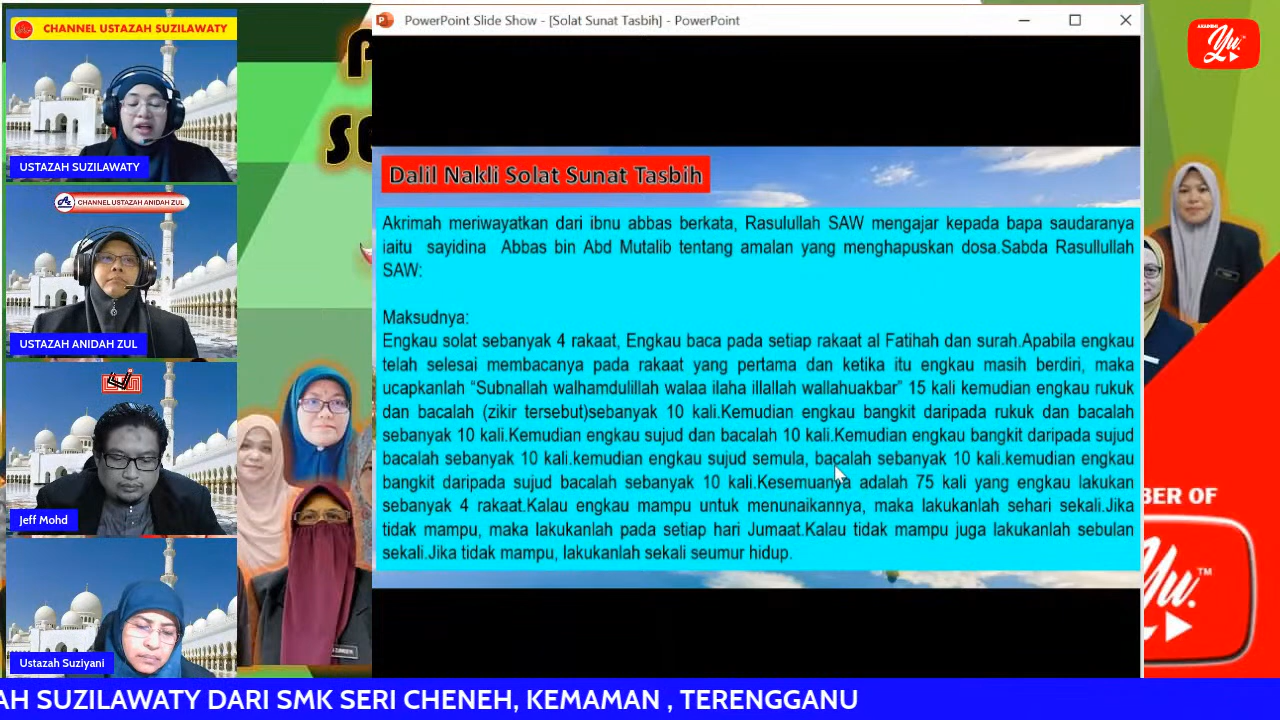 CHANNEL USTAZAH SUZILAWATY
USTAZAH SUZILAWATY
CHANNEL USTAZAH ANIDAH ZUL
USTAZAH ANIDAH ZUL
Jeff Mohd
Ustazah Suziyani
PowerPoint Slide Show - [Solat Sunat Tasbih] - PowerPoint
Dalil Nakli Solat Sunat Tasbih
Akrimah meriwayatkan dari ibnu abbas berkata, Rasulullah SAW mengajar kepada bapa saudaranya
iaitu sayidina Abbas bin Abd Mutalib tentang amalan yang menghapuskan dosa.Sabda Rasullullah
SAW:
Maksudnya:
Engkau solat sebanyak 4 rakaat, Engkau baca pada setiap rakaat al Fatihah dan surah.Apabila engkau
telah selesai membacanya pada rakaat yang pertama dan ketika itu engkau masih berdiri, maka
ucapkanlah “Subnallah walhamdulillah walaa ilaha illallah wallahuakbar” 15 kali kemudian engkau rukuk
dan bacalah (zikir tersebut)sebanyak 10 kali.Kemudian engkau bangkit daripada rukuk dan bacalah
sebanyak 10 kali.Kemudian engkau sujud dan bacalah 10 kali.Kemudian engkau bangkit daripada sujud
bacalah sebanyak 10 kali.kemudian engkau sujud semula, bacalah sebanyak 10 kali.kemudian engkau
bangkit daripada sujud bacalah sebanyak 10 kali.Kesemuanya adalah 75 kali yang engkau lakukan
sebanyak 4 rakaat.Kalau engkau mampu untuk menunaikannya, maka lakukanlah sehari sekali.Jika
tidak mampu, maka lakukanlah pada setiap hari Jumaat.Kalau tidak mampu juga lakukanlah sebulan
sekali.Jika tidak mampu, lakukanlah sekali seumur hidup.
Yu.
BER OF
Yu.
TM
AH SUZILAWATY DARI SMK SERI CHENEH, KEMAMAN , TERENGGANU